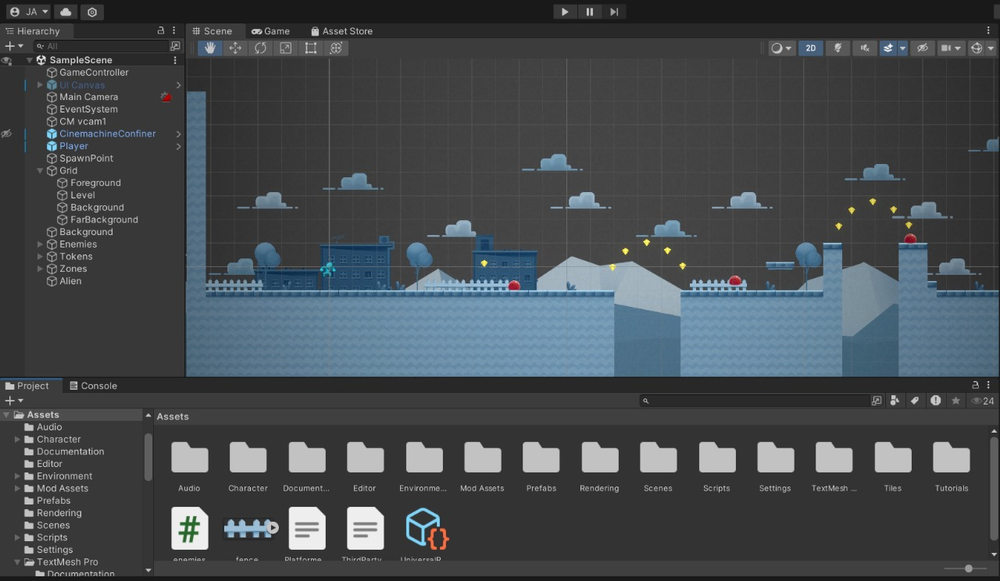 JA
Hierarchy
All
SampleScene
GameController
UI Canvas
Main Camera
EventSystem
CM vcam1
CinemachineConfiner
Player
SpawnPoint
Grid
Foreground
Level
Background
FarBackground
Background
Enemies
Tokens
Zones
Alien
Scene
Game
Asset Store
2D
Project
Console
24
Assets
Audio
Character
Documentation
Editor
Environment
Mod Assets
Prefabs
Rendering
Scenes
Scripts
Settings
TextMesh Pro
Documentation
Assets
Audio
Character
Document...
Editor
Environme...
Mod Assets
Prefabs
Rendering
Scenes
Scripts
Settings
TextMesh ...
Tiles
Tutorials
enemies
fence
Platforme...
ThirdParty...
UniversalR...